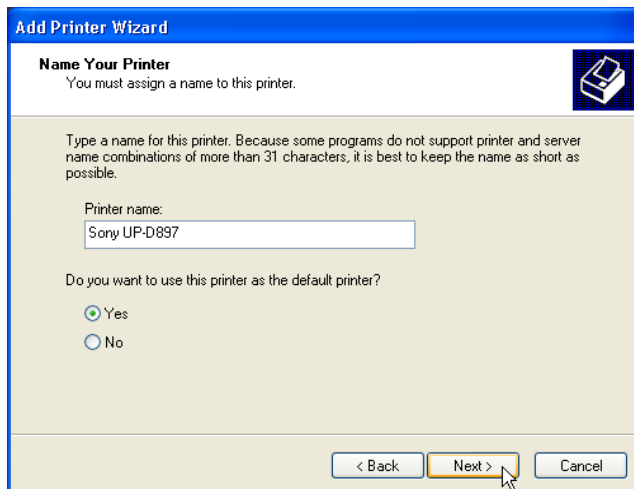 Add Printer Wizard
Name Your Printer
You must assign a name to this printer.
Type a name for this printer. Because some programs do not support printer and server
name combinations of more than 31 characters, it is best to keep the name as short as
possible.
Printer name:
Sony UP-D897
Do you want to use this printer as the default printer?
Yes
No
< Back Next > Cancel